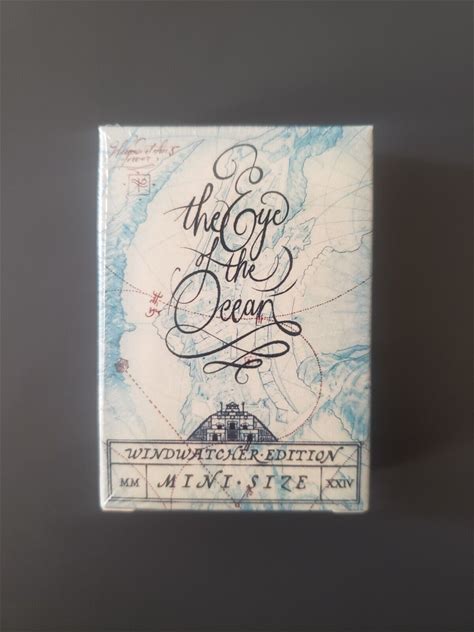 the Eye
of the
Ocean
WINDWATCHER·EDITION
MM MINI·SIZE XXIV